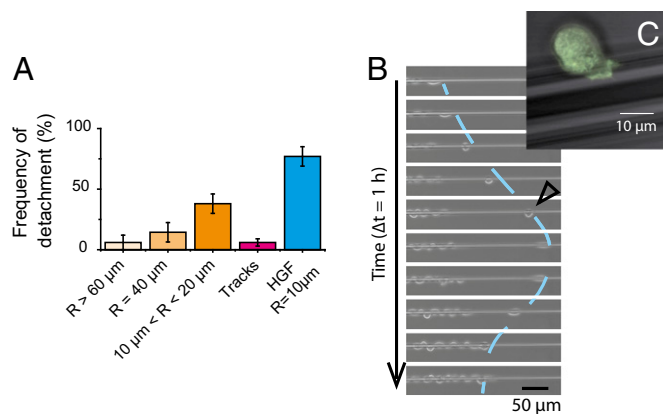 A
Frequency of
detachment (%)
100
50
0
R > 60 µm
R = 40 µm
10 µm < R < 20 µm
Tracks
HGF
R=10µm
B
Time (Δt = 1 h)
50 µm
C
10 µm